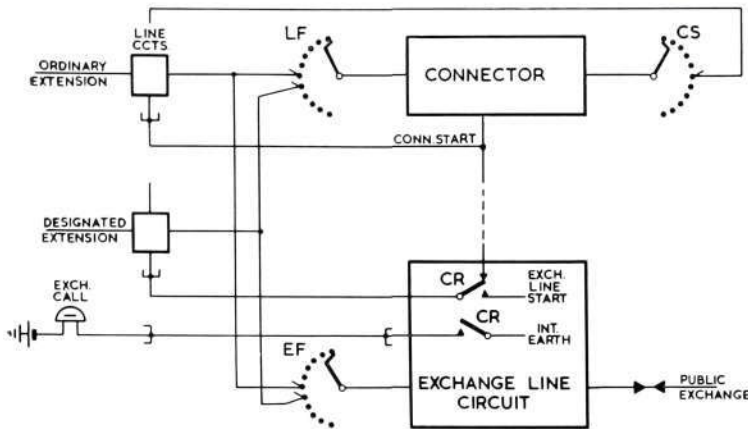 LINE
CCTS.
LF
CS
ORDINARY
EXTENSION
CONNECTOR
CONN. START
DESIGNATED
EXTENSION
EXCH.
CALL
CR
EXCH.
LINE
START
CR
INT.
EARTH
EF
EXCHANGE LINE
CIRCUIT
PUBLIC
EXCHANGE